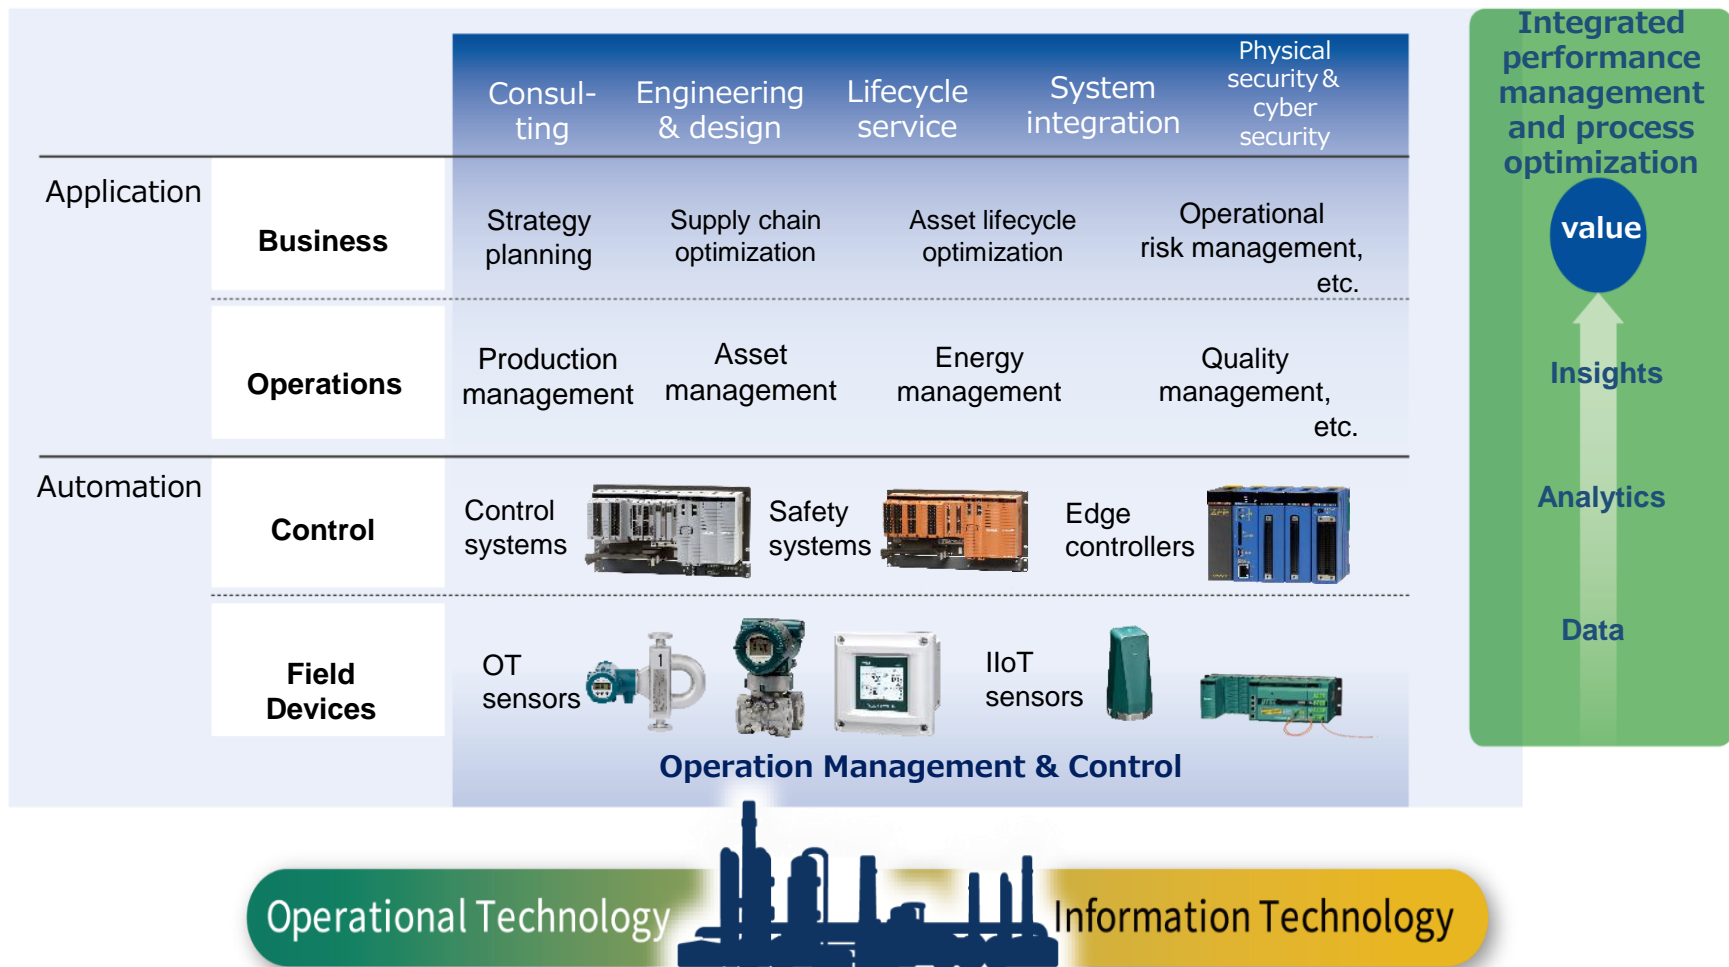 Consul-
ting
Engineering
& design
Lifecycle
service
System
integration
Physical
security &
cyber
security
Integrated
performance
management
and process
optimization
value
Insights
Analytics
Data
Application
Business
Strategy
planning
Supply chain
optimization
Asset lifecycle
optimization
Operational
risk management,
etc.
Operations
Production
management
Asset
management
Energy
management
Quality
management,
etc.
Automation
Control
Control
systems
Safety
systems
Edge
controllers
Field
Devices
OT
sensors
1
IIoT
sensors
Operation Management & Control
Operational Technology
Information Technology